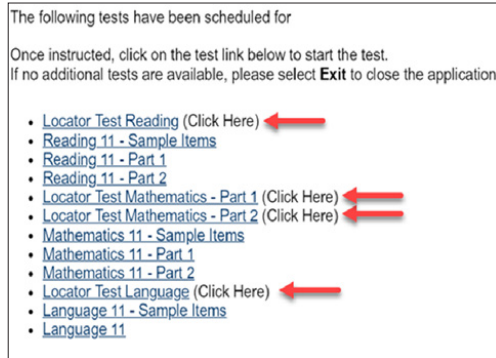 The following tests have been scheduled for
Once instructed, click on the test link below to start the test.
If no additional tests are available, please select Exit to close the application
• Locator Test Reading (Click Here)
• Reading 11 - Sample Items
• Reading 11 - Part 1
• Reading 11 - Part 2
• Locator Test Mathematics - Part 1 (Click Here)
• Locator Test Mathematics - Part 2 (Click Here)
• Mathematics 11 - Sample Items
• Mathematics 11 - Part 1
• Mathematics 11 - Part 2
• Locator Test Language (Click Here)
• Language 11 - Sample Items
• Language 11